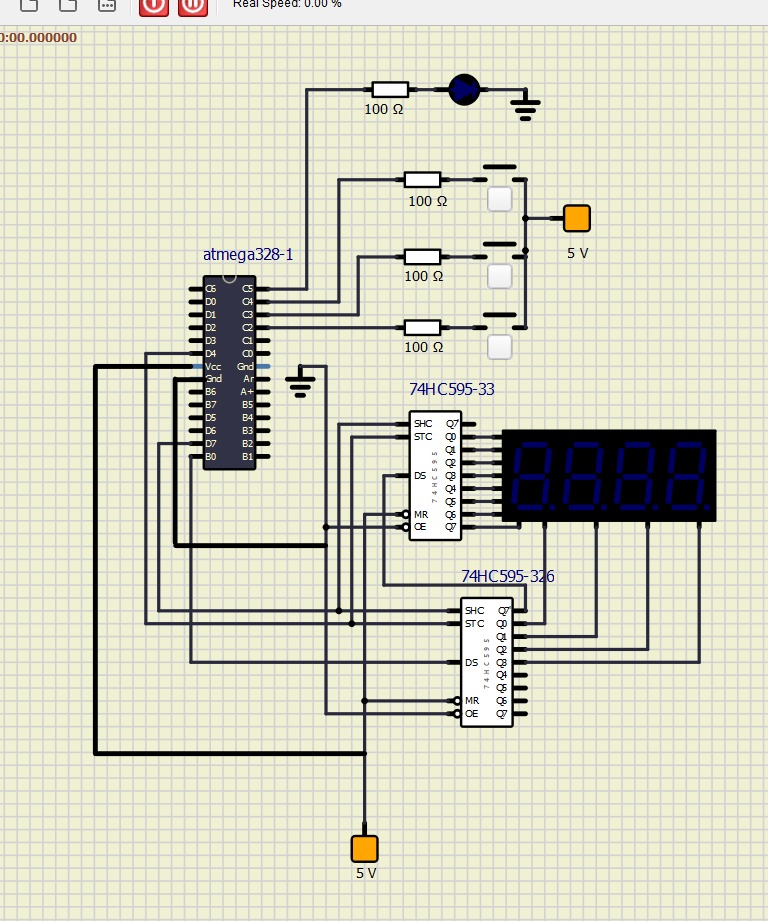 Real Speed: 0.00 %
0:00.000000
100 Ω
100 Ω
5 V
atmega328-1
100 Ω
C6 C5
D0 C4
D1 C3
D2 C2
D3 C1
D4 C0
Vcc Gnd
Gnd Ar
B6 A+
B7 B5
D5 B4
D6 B3
D7 B2
B0 B1
100 Ω
74HC595-33
SHC Q7
STC Q0
Q1
Q2
DS Q3
Q4
Q5
MR Q6
OE Q7
74HC595
74HC595-326
SHC Q7
STC Q0
Q1
Q2
DS Q3
Q4
Q5
MR Q6
OE Q7
74HC595
5 V